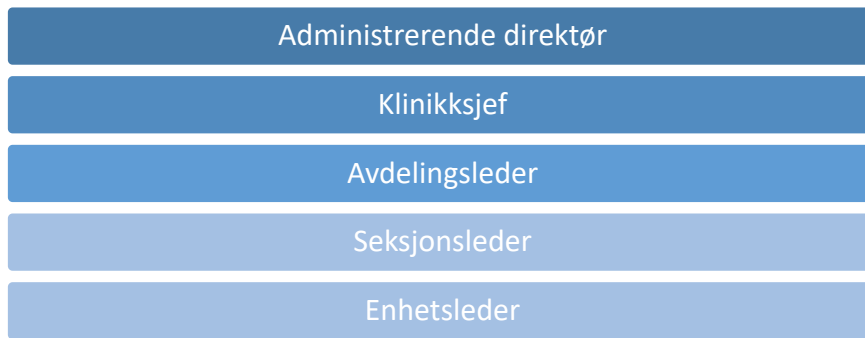 Administrerende direktør
Klinikksjef
Avdelingsleder
Seksjonsleder
Enhetsleder